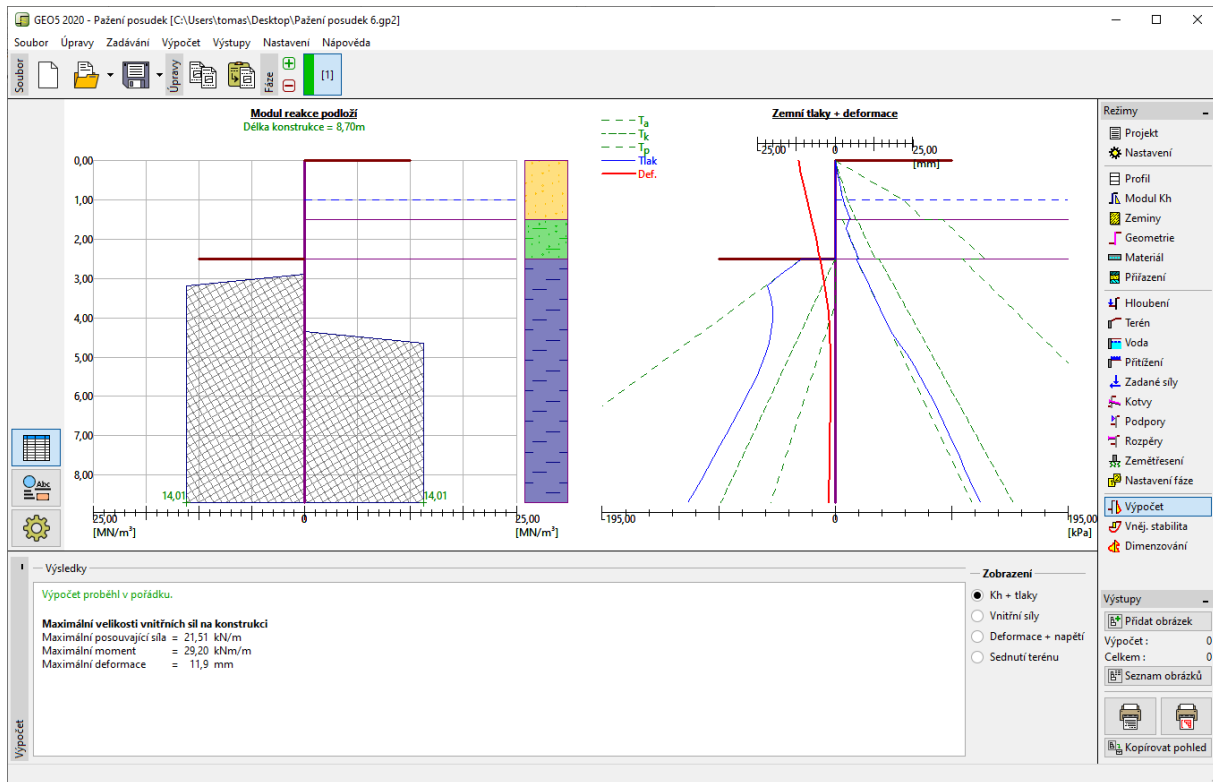 GEO5 2020 - Pažení posudek [C:\Users\tomas\Desktop\Pažení posudek 6.gp2]
Soubor Úpravy Zadávání Výpočet Výstupy Nastavení Nápověda
Soubor
Úpravy
Fáze
[1]
Modul reakce podloží
Délka konstrukce = 8,70m
0,00
1,00
2,00
3,00
4,00
5,00
6,00
7,00
8,00
14,01
14,01
25,00
0
25,00
[MN/m³]
[MN/m³]
Zemní tlaky + deformace
Ta
Tk
Tp
Tlak
Def.
-25,00
0
25,00
[mm]
-195,00
0
195,00
[kPa]
Abc
Režimy
Projekt
Nastavení
Profil
Modul Kh
Zeminy
Geometrie
Materiál
Přiřazení
Hloubení
Terén
Voda
Přitížení
Zadané síly
Kotvy
Podpory
Rozpěry
Zemětřesení
Nastavení fáze
Výpočet
Vněj. stabilita
Dimenzování
Výpočet
Výsledky
Výpočet proběhl v pořádku.
Maximální velikosti vnitřních sil na konstrukci
Maximální posouvající síla = 21,51 kN/m
Maximální moment = 29,20 kNm/m
Maximální deformace = 11,9 mm
Zobrazení
Kh + tlaky
Vnitřní síly
Deformace + napětí
Sednutí terénu
Výstupy
Přidat obrázek
Výpočet : 0
Celkem : 0
Seznam obrázků
Kopírovat pohled